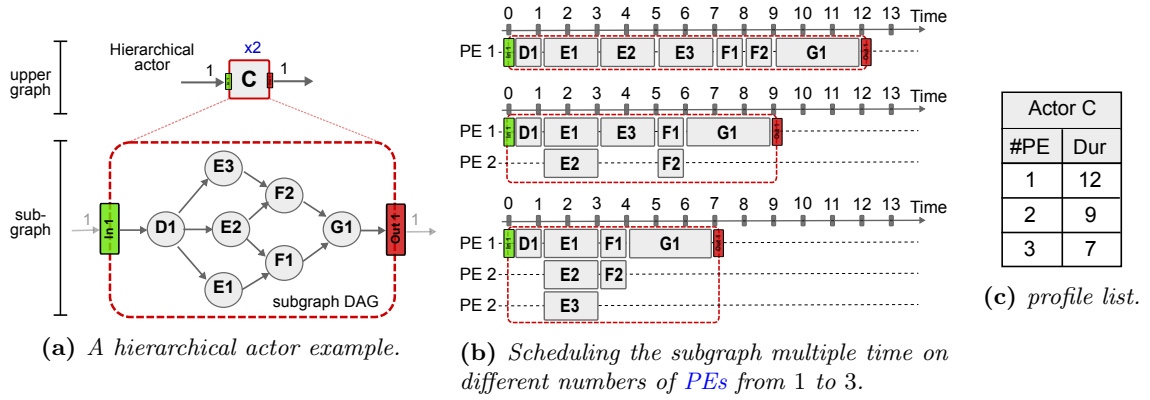 Hierarchical
actor
x2
1
1
C
upper
graph
sub-
graph
1
In 1
D1
E3
E2
E1
F2
F1
G1
Out 1
1
subgraph DAG
(a) A hierarchical actor example.
0 1 2 3 4 5 6 7 8 9 10 11 12 13 Time
PE 1 In 1 D1 E1 E2 E3 F1 F2 G1
0 1 2 3 4 5 6 7 8 9 10 11 12 13 Time
PE 1 In 1 D1 E1 E3 F1 G1
PE 2 E2 F2
0 1 2 3 4 5 6 7 8 9 10 11 12 13 Time
PE 1 In 1 D1 E1 F1 G1
PE 2 E2 F2
PE 2 E3
(b) Scheduling the subgraph multiple time on
different numbers of PEs from 1 to 3.
Actor C
#PE Dur
1 12
2 9
3 7
(c) profile list.